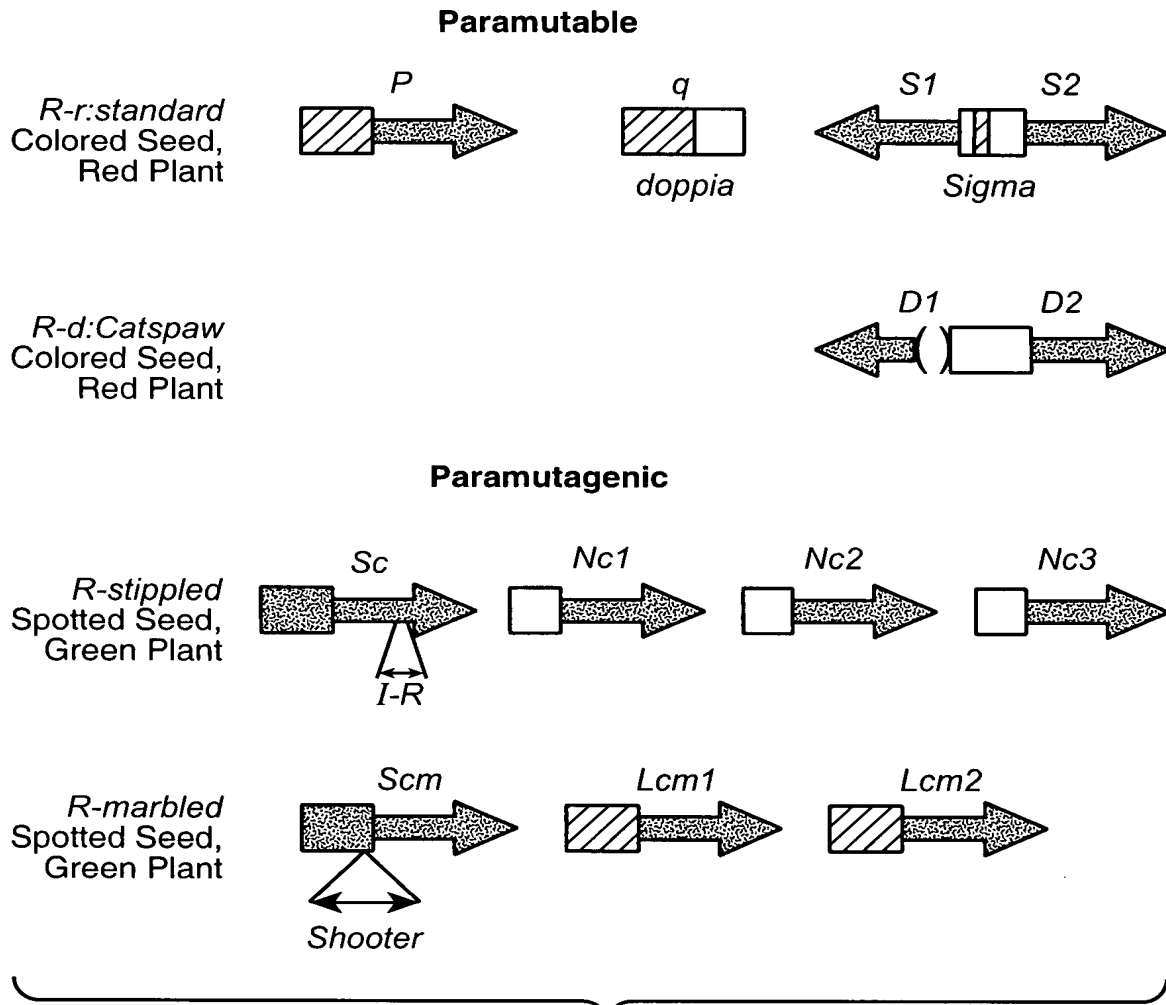 Paramutable
P
q
S1 S2
R-r:standard
Colored Seed,
Red Plant
doppia
Sigma
D1 D2
R-d:Catspaw
Colored Seed,
Red Plant
Paramutagenic
Sc Nc1 Nc2 Nc3
R-stippled
Spotted Seed,
Green Plant
I-R
Scm Lcm1 Lcm2
R-marbled
Spotted Seed,
Green Plant
Shooter